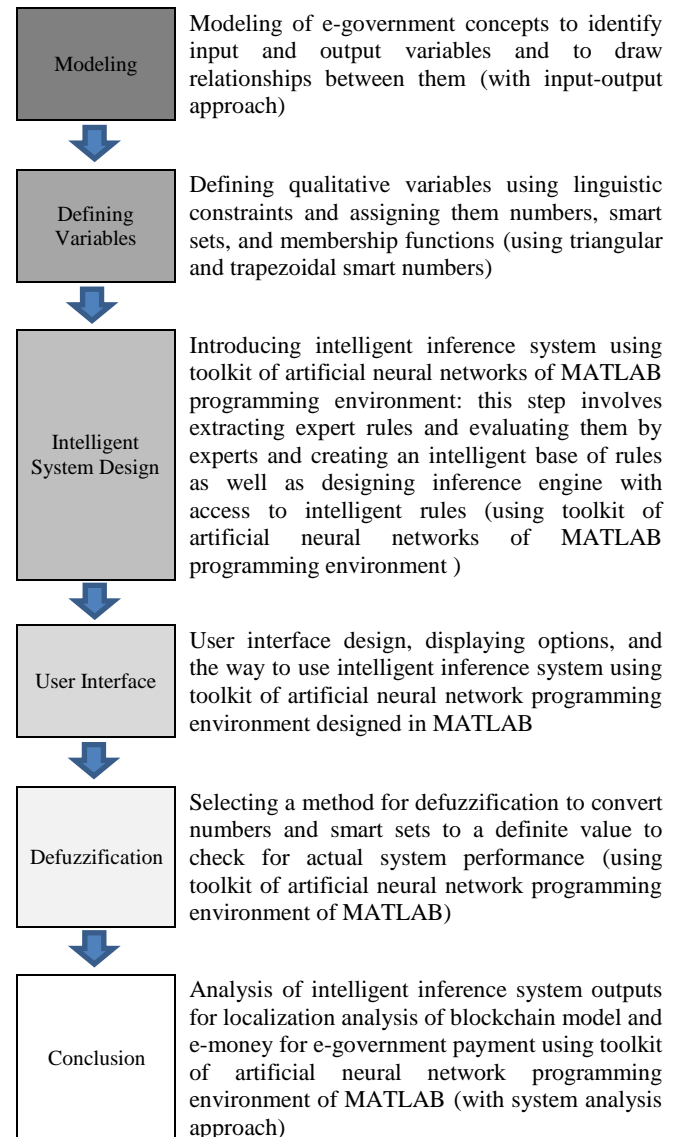 Modeling
Modeling of e-government concepts to identify
input and output variables and to draw
relationships between them (with input-output
approach)
Defining
Variables
Defining qualitative variables using linguistic
constraints and assigning them numbers, smart
sets, and membership functions (using triangular
and trapezoidal smart numbers)
Intelligent
System Design
Introducing intelligent inference system using
toolkit of artificial neural networks of MATLAB
programming environment: this step involves
extracting expert rules and evaluating them by
experts and creating an intelligent base of rules
as well as designing inference engine with
access to intelligent rules (using toolkit of
artificial neural networks of MATLAB
programming environment )
User Interface
User interface design, displaying options, and
the way to use intelligent inference system using
toolkit of artificial neural network programming
environment designed in MATLAB
Defuzzification
Selecting a method for defuzzification to convert
numbers and smart sets to a definite value to
check for actual system performance (using
toolkit of artificial neural network programming
environment of MATLAB)
Conclusion
Analysis of intelligent inference system outputs
for localization analysis of blockchain model and
e-money for e-government payment using toolkit
of artificial neural network programming
environment of MATLAB (with system analysis
approach)